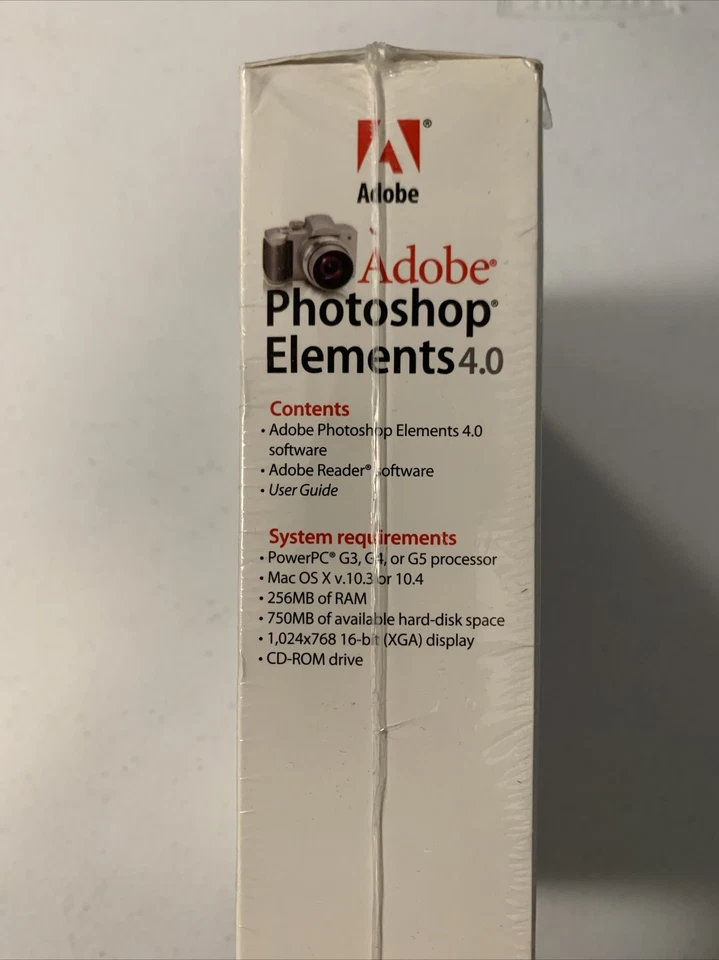 Adobe®
Adobe®
Photoshop®
Elements 4.0
Contents
• Adobe Photoshop Elements 4.0
software
• Adobe Reader® software
• User Guide
System requirements
• PowerPC® G3, G4, or G5 processor
• Mac OS X v.10.3 or 10.4
• 256MB of RAM
• 750MB of available hard-disk space
• 1,024x768 16-bit (XGA) display
• CD-ROM drive